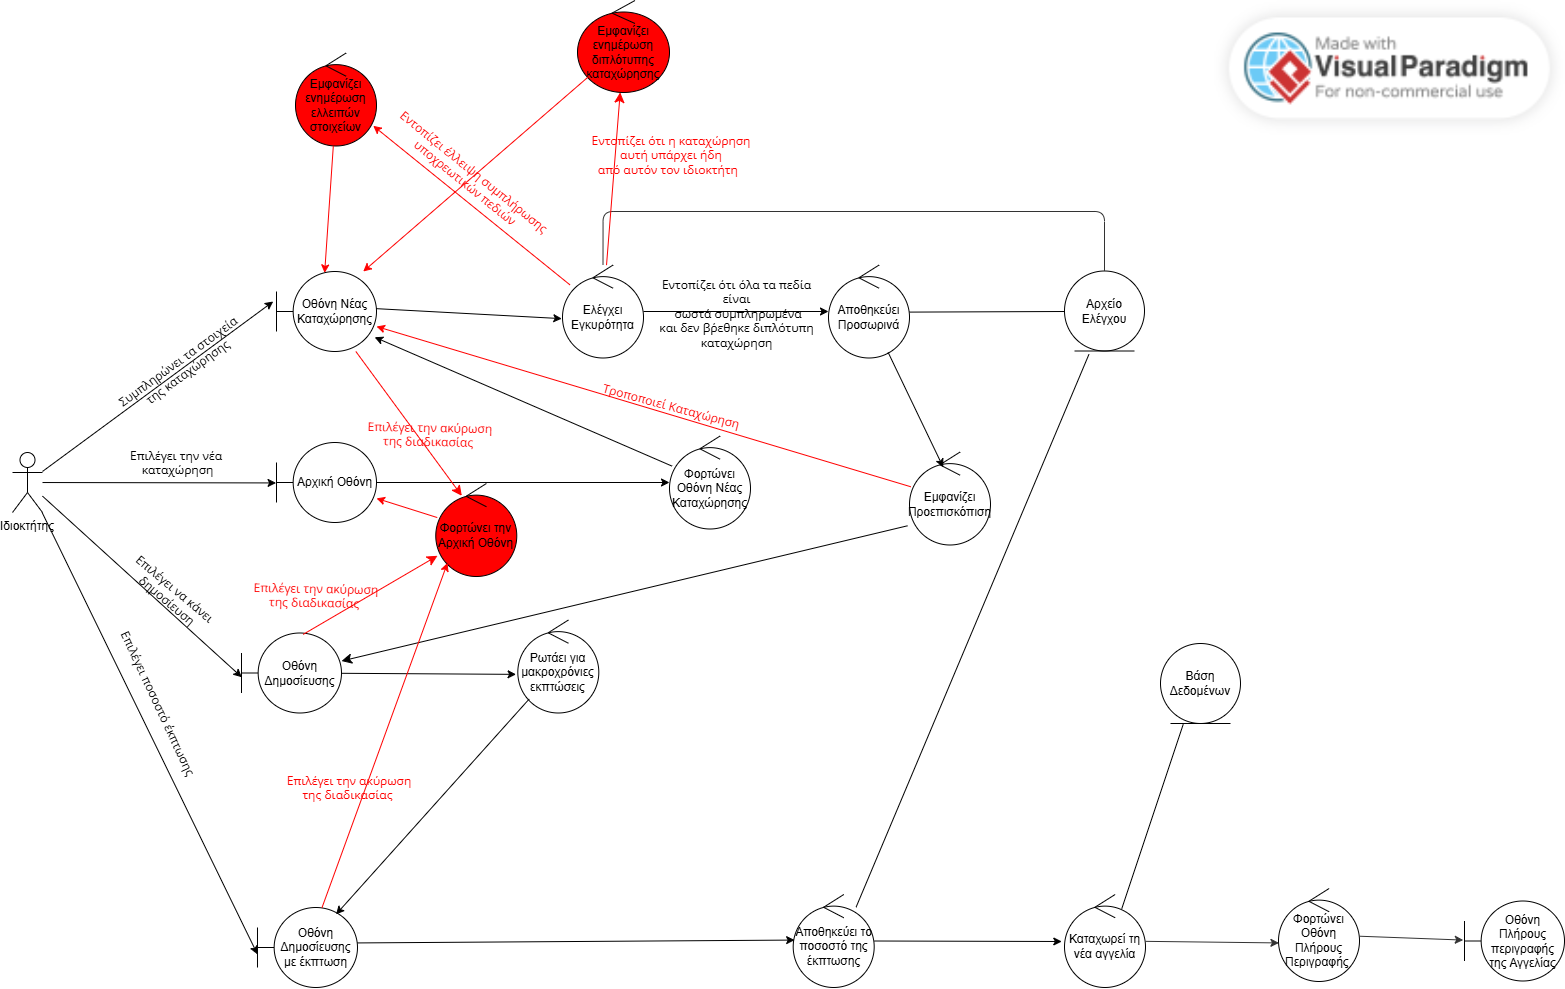 Made with
VisualParadigm
For non-commercial use
Εμφανίζει
ενημέρωση
διπλότυπης
καταχώρησης
Εμφανίζει
ενημέρωση
ελλειπών
στοιχείων
Εντοπίζει έλλειψη συμπλήρωσης
υποχρεωτικών πεδιών
Εντοπίζει ότι η καταχώρηση
αυτή υπάρχει ήδη
από αυτόν τον ιδιοκτήτη
Οθόνη Νέας
Καταχώρησης
Ελέγχει
Εγκυρότητα
Εντοπίζει ότι όλα τα πεδία
είναι
σωστά συμπληρωμένα
και δεν βρέθηκε διπλότυπη
καταχώρηση
Αποθηκεύει
Προσωρινά
Αρχείο
Ελέγχου
Συμπληρώνει τα στοιχεία
της καταχώρησης
Τροποποιεί Καταχώρηση
Επιλέγει την ακύρωση
της διαδικασίας
Επιλέγει την νέα
καταχώρηση
Αρχική Οθόνη
Φορτώνει
Οθόνη Νέας
Καταχώρησης
Εμφανίζει
Προεπισκόπιση
Ιδιοκτήτης
Φορτώνει την
Αρχική Οθόνη
Επιλέγει να κάνει
δημοσίευση
Επιλέγει την ακύρωση
της διαδικασίας
Οθόνη
Δημοσίευσης
Ρωτάει για
μακροχρόνιες
εκπτώσεις
Βάση
Δεδομένων
Επιλέγει ποσοστό έκπτωσης
Επιλέγει την ακύρωση
της διαδικασίας
Οθόνη
Δημοσίευσης
με έκπτωση
Αποθηκεύει το
ποσοστό της
έκπτωσης
Καταχωρεί τη
νέα αγγελία
Φορτώνει
Οθόνη
Πλήρους
Περιγραφής
Οθόνη
Πλήρους
περιγραφής
της Αγγελίας